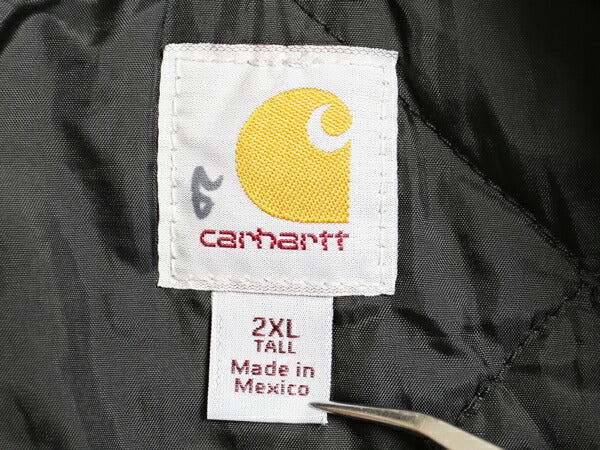 carhartt
2XL
TALL
Made in
Mexico